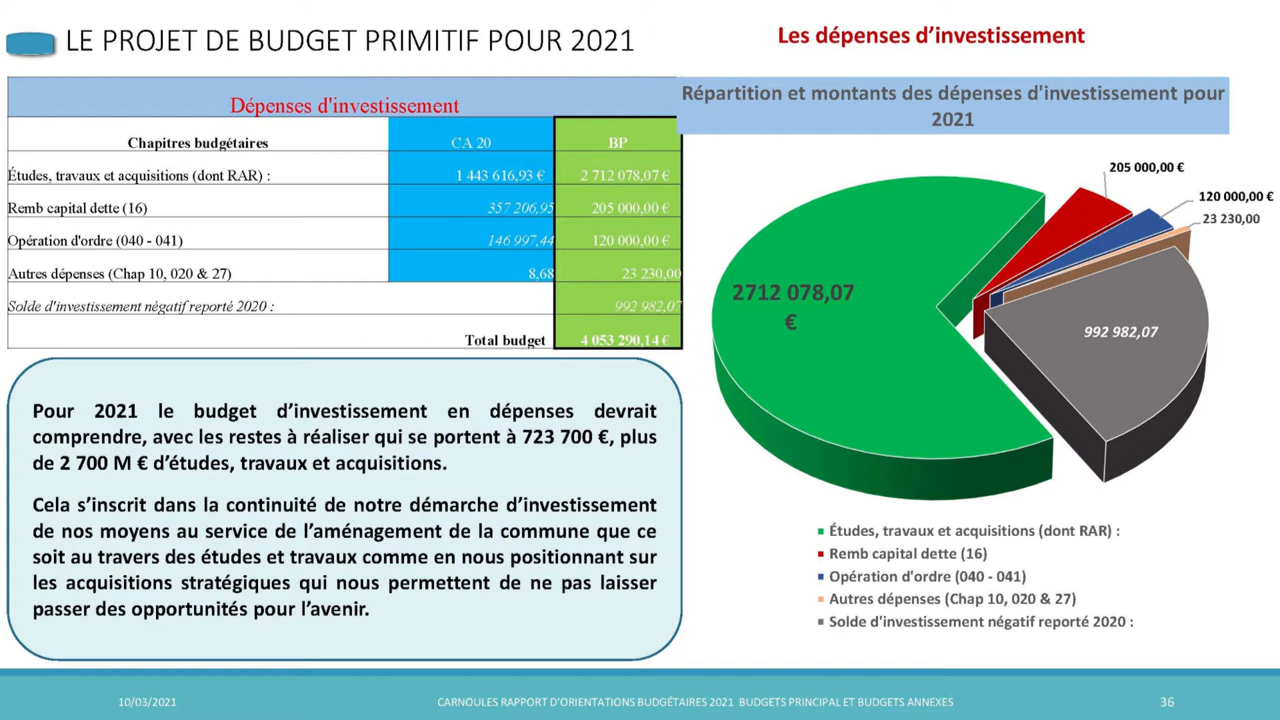 LE PROJET DE BUDGET PRIMITIF POUR 2021
Les dépenses d'investissement
Dépenses d'investissement
Chapitres budgétaires CA 20 BP
Études, travaux et acquisitions (dont RAR) : 1 443 616,93 € 2 712 078,07 €
Remb capital dette (16) 357 206,95 205 000,00 €
Opération d'ordre (040 - 041) 146 997,44 120 000,00 €
Autres dépenses (Chap 10, 020 & 27) 8,68 23 230,00
Solde d'investissement négatif reporté 2020 : 992 982,07
Total budget 4 053 290,14 €
Pour 2021 le budget d'investissement en dépenses devrait
comprendre, avec les restes à réaliser qui se portent à 723 700 €, plus
de 2 700 M € d'études, travaux et acquisitions.
Cela s'inscrit dans la continuité de notre démarche d'investissement
de nos moyens au service de l'aménagement de la commune que ce
soit au travers des études et travaux comme en nous positionnant sur
les acquisitions stratégiques qui nous permettent de ne pas laisser
passer des opportunités pour l'avenir.
Répartition et montants des dépenses d'investissement pour
2021
205 000,00 €
120 000,00 €
23 230,00
2712 078,07
€
992 982,07
Études, travaux et acquisitions (dont RAR) :
Remb capital dette (16)
Opération d'ordre (040 - 041)
Autres dépenses (Chap 10, 020 & 27)
Solde d'investissement négatif reporté 2020 :
10/03/2021 CARNOULES RAPPORT D'ORIENTATIONS BUDGÉTAIRES 2021 BUDGETS PRINCIPAL ET BUDGETS ANNEXES 36